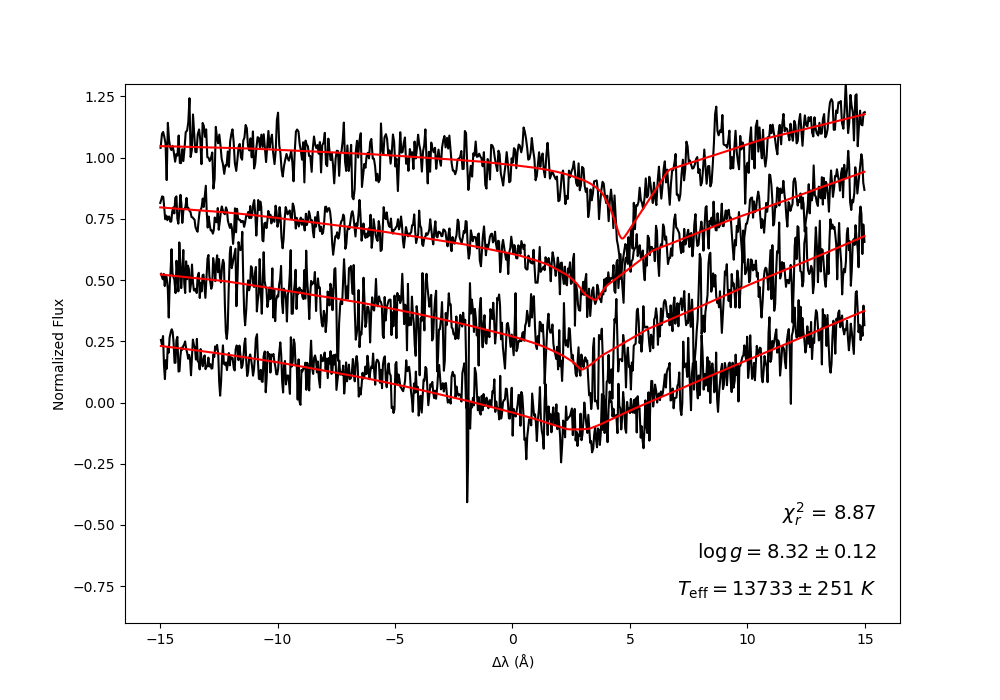 1.25
1.00
0.75
0.50
0.25
0.00
−0.25
−0.50
−0.75
Normalized Flux
χ²ᵣ = 8.87
log g = 8.32 ± 0.12
T_eff = 13733 ± 251 K
−15 −10 −5 0 5 10 15
Δλ (Å)